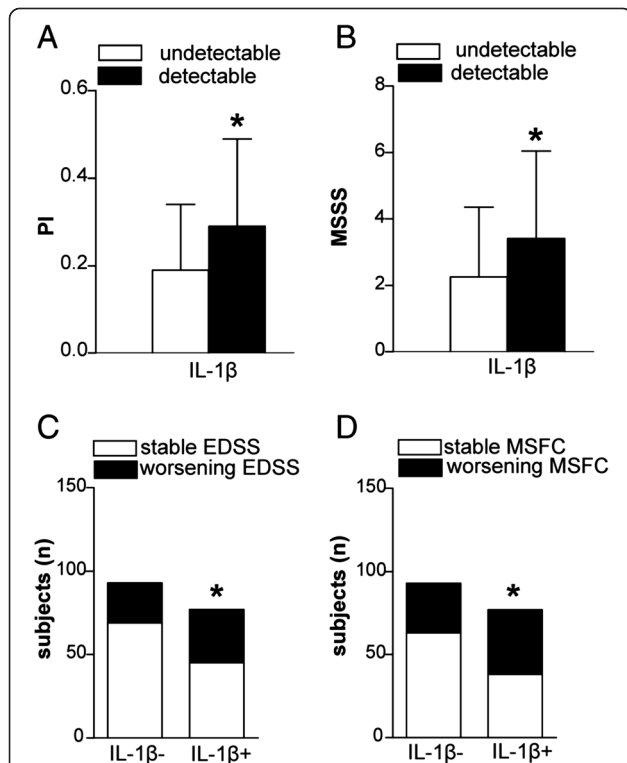 A
undetectable
detectable
0.6
0.4
0.2
0.0
PI
*
IL-1β
B
undetectable
detectable
8
6
4
2
0
MSSS
*
IL-1β
C
stable EDSS
worsening EDSS
150
100
50
0
subjects (n)
*
IL-1β- IL-1β+
D
stable MSFC
worsening MSFC
150
100
50
0
subjects (n)
*
IL-1β- IL-1β+